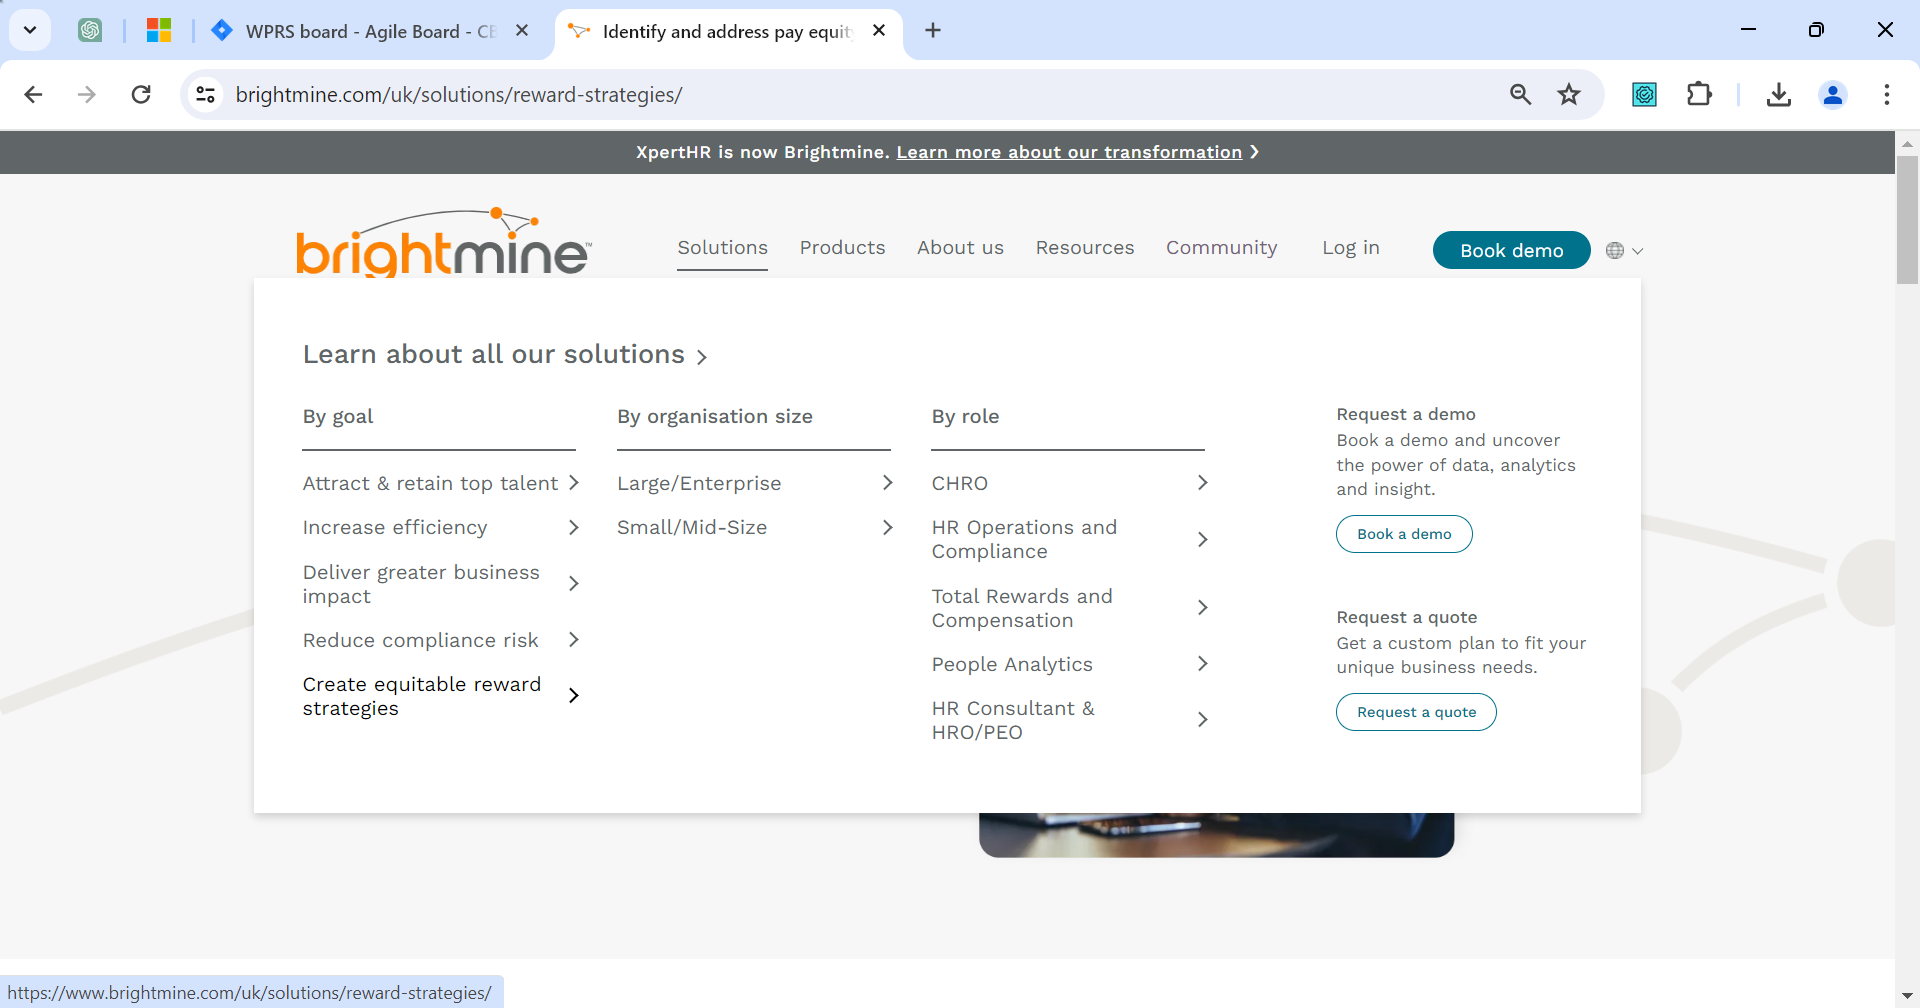 WPRS board - Agile Board - CE
Identify and address pay equit
brightmine.com/uk/solutions/reward-strategies/
XpertHR is now Brightmine. Learn more about our transformation
brightmine™
Solutions
Products
About us
Resources
Community
Log in
Book demo
Learn about all our solutions
By goal
Attract & retain top talent
Increase efficiency
Deliver greater business
impact
Reduce compliance risk
Create equitable reward
strategies
By organisation size
Large/Enterprise
Small/Mid-Size
By role
CHRO
HR Operations and
Compliance
Total Rewards and
Compensation
People Analytics
HR Consultant &
HRO/PEO
Request a demo
Book a demo and uncover
the power of data, analytics
and insight.
Book a demo
Request a quote
Get a custom plan to fit your
unique business needs.
Request a quote
https://www.brightmine.com/uk/solutions/reward-strategies/